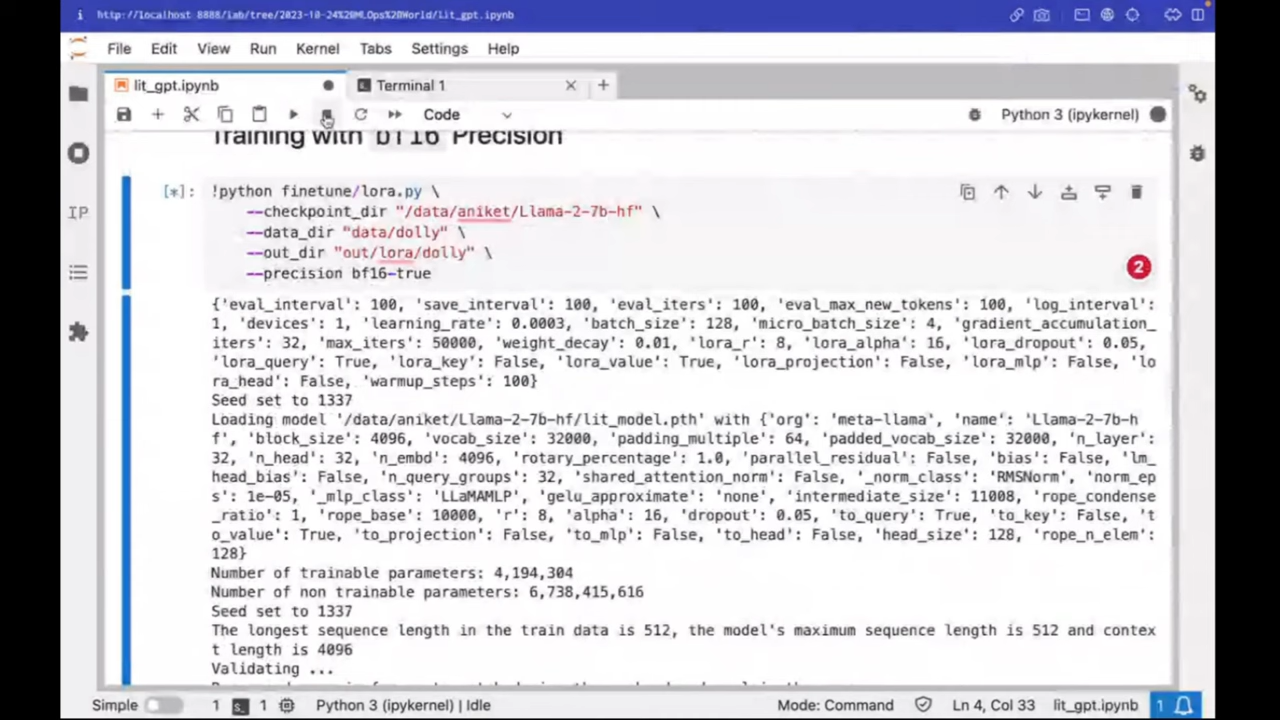 http://localhost 8888/lab/tree/2023-10-24%20MLOps%20World/lit_gpt.ipynb
File Edit View Run Kernel Tabs Settings Help
lit_gpt.ipynb Terminal 1
Code Python 3 (ipykernel)
Training with bf16 Precision
[*]: !python finetune/lora.py \
--checkpoint_dir "/data/aniket/Llama-2-7b-hf" \
--data_dir "data/dolly" \
--out_dir "out/lora/dolly" \
--precision bf16-true
2
{'eval_interval': 100, 'save_interval': 100, 'eval_iters': 100, 'eval_max_new_tokens': 100, 'log_interval':
1, 'devices': 1, 'learning_rate': 0.0003, 'batch_size': 128, 'micro_batch_size': 4, 'gradient_accumulation_
iters': 32, 'max_iters': 50000, 'weight_decay': 0.01, 'lora_r': 8, 'lora_alpha': 16, 'lora_dropout': 0.05,
'lora_query': True, 'lora_key': False, 'lora_value': True, 'lora_projection': False, 'lora_mlp': False, 'lo
ra_head': False, 'warmup_steps': 100}
Seed set to 1337
Loading model '/data/aniket/Llama-2-7b-hf/lit_model.pth' with {'org': 'meta-llama', 'name': 'Llama-2-7b-h
f', 'block_size': 4096, 'vocab_size': 32000, 'padding_multiple': 64, 'padded_vocab_size': 32000, 'n_layer':
32, 'n_head': 32, 'n_embd': 4096, 'rotary_percentage': 1.0, 'parallel_residual': False, 'bias': False, 'lm_
head_bias': False, 'n_query_groups': 32, 'shared_attention_norm': False, '_norm_class': 'RMSNorm', 'norm_ep
s': 1e-05, '_mlp_class': 'LLaMAMLP', 'gelu_approximate': 'none', 'intermediate_size': 11008, 'rope_condense
_ratio': 1, 'rope_base': 10000, 'r': 8, 'alpha': 16, 'dropout': 0.05, 'to_query': True, 'to_key': False, 't
o_value': True, 'to_projection': False, 'to_mlp': False, 'to_head': False, 'head_size': 128, 'rope_n_elem':
128}
Number of trainable parameters: 4,194,304
Number of non trainable parameters: 6,738,415,616
Seed set to 1337
The longest sequence length in the train data is 512, the model's maximum sequence length is 512 and contex
t length is 4096
Validating ...
Simple 1 1 Python 3 (ipykernel) | Idle Mode: Command Ln 4, Col 33 lit_gpt.ipynb 1